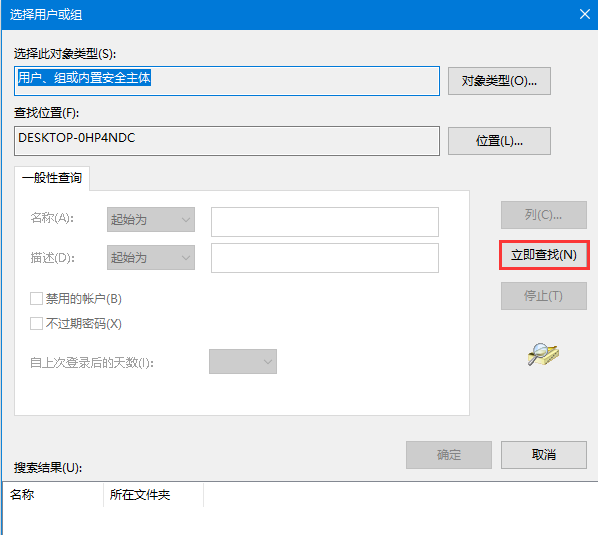 选择用户或组
选择此对象类型(S):
用户、组或内置安全主体
对象类型(O)...
查找位置(F):
DESKTOP-0HP4NDC
位置(L)...
一般性查询
名称(A):
起始为
列(C)...
描述(D):
起始为
立即查找(N)
禁用的帐户(B)
停止(T)
不过期密码(X)
自上次登录后的天数(I):
确定
取消
搜索结果(U):
名称
所在文件夹